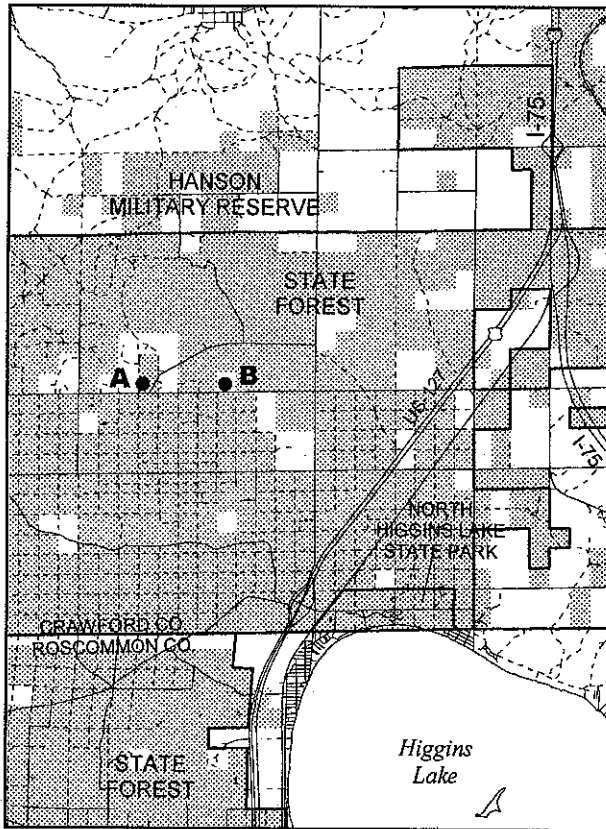 I-75
HANSON
MILITARY RESERVE
STATE
FOREST
A
B
US-127
I-75
NORTH
HIGGINS LAKE
STATE PARK
CRAWFORD CO.
ROSCOMMON CO.
STATE
FOREST
Higgins
Lake